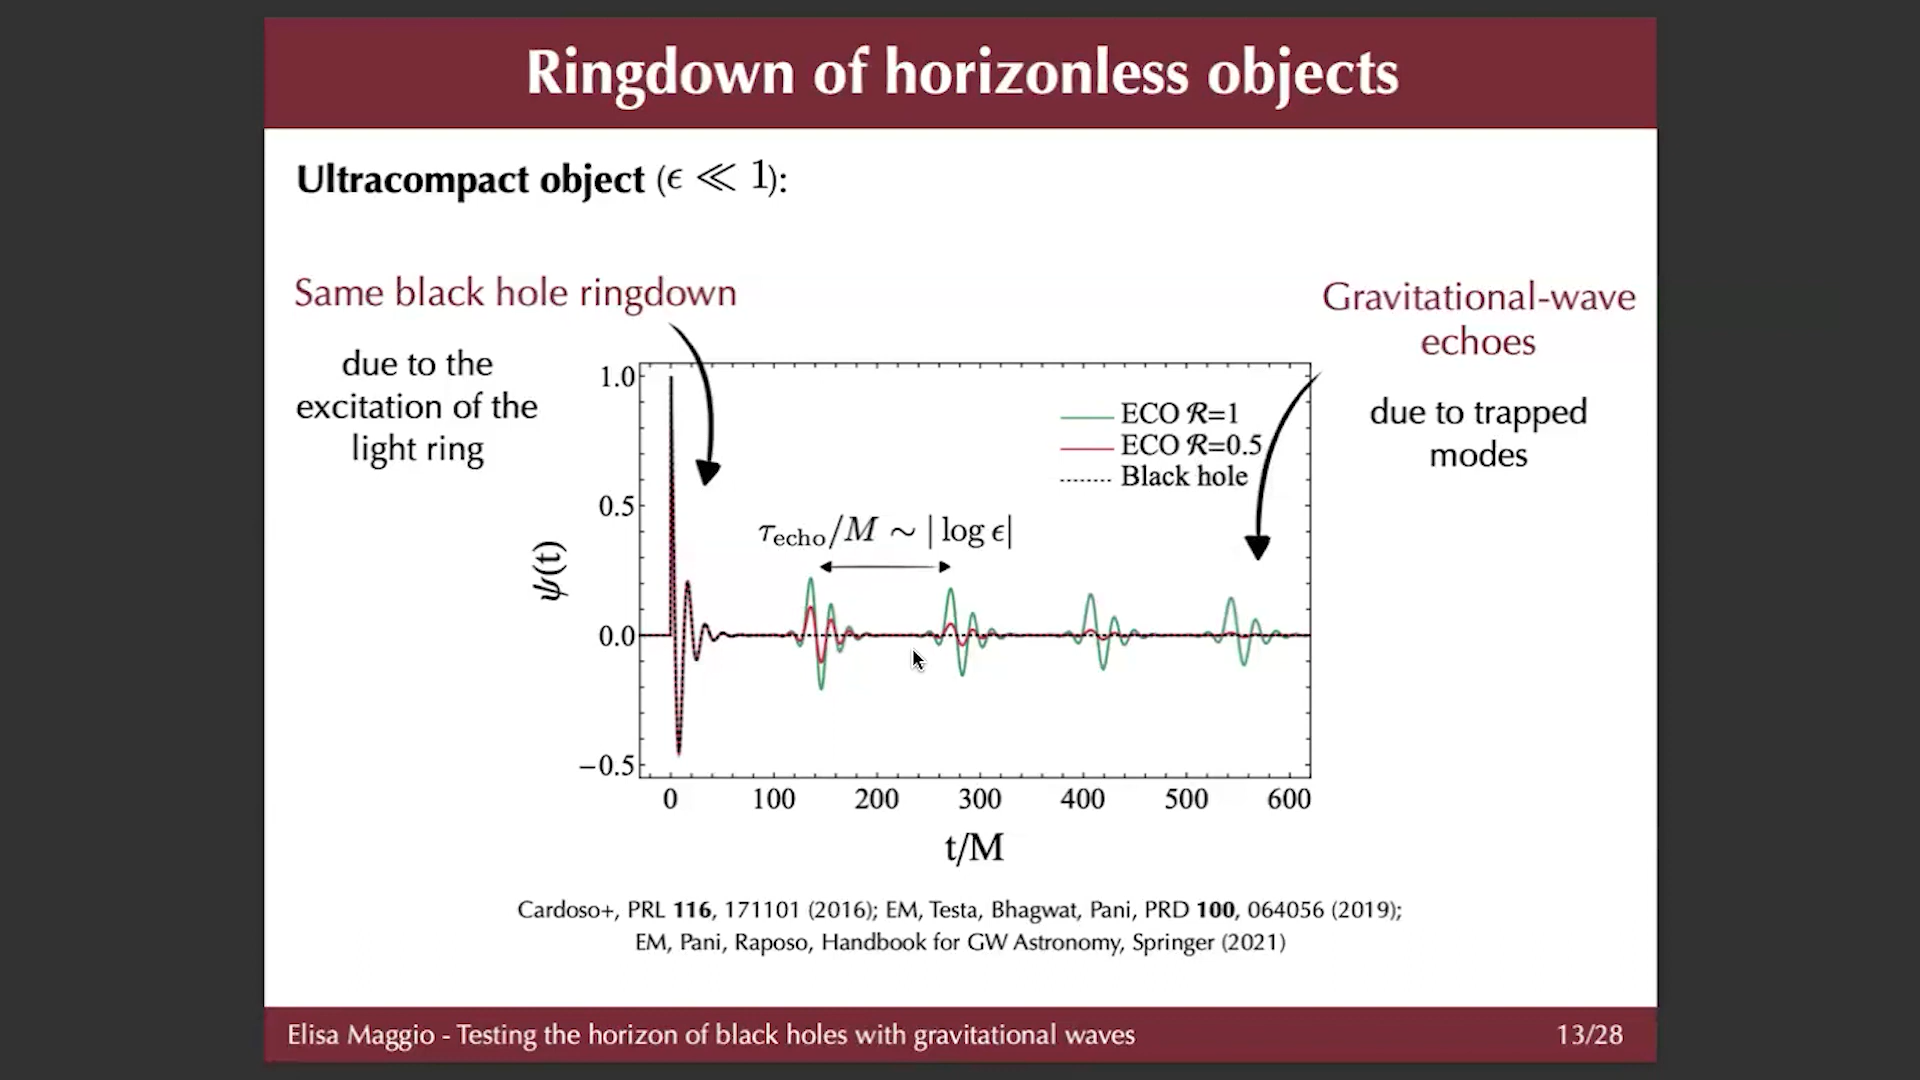 Ringdown of horizonless objects
Ultracompact object (ϵ ≪ 1):
Same black hole ringdown
due to the
excitation of the
light ring
Gravitational-wave
echoes
due to trapped
modes
ECO ℛ=1
ECO ℛ=0.5
Black hole
τecho/M ∼ | log ϵ|
1.0
0.5
0.0
−0.5
ψ(t)
0 100 200 300 400 500 600
t/M
Cardoso+, PRL 116, 171101 (2016); EM, Testa, Bhagwat, Pani, PRD 100, 064056 (2019);
EM, Pani, Raposo, Handbook for GW Astronomy, Springer (2021)
Elisa Maggio - Testing the horizon of black holes with gravitational waves
13/28